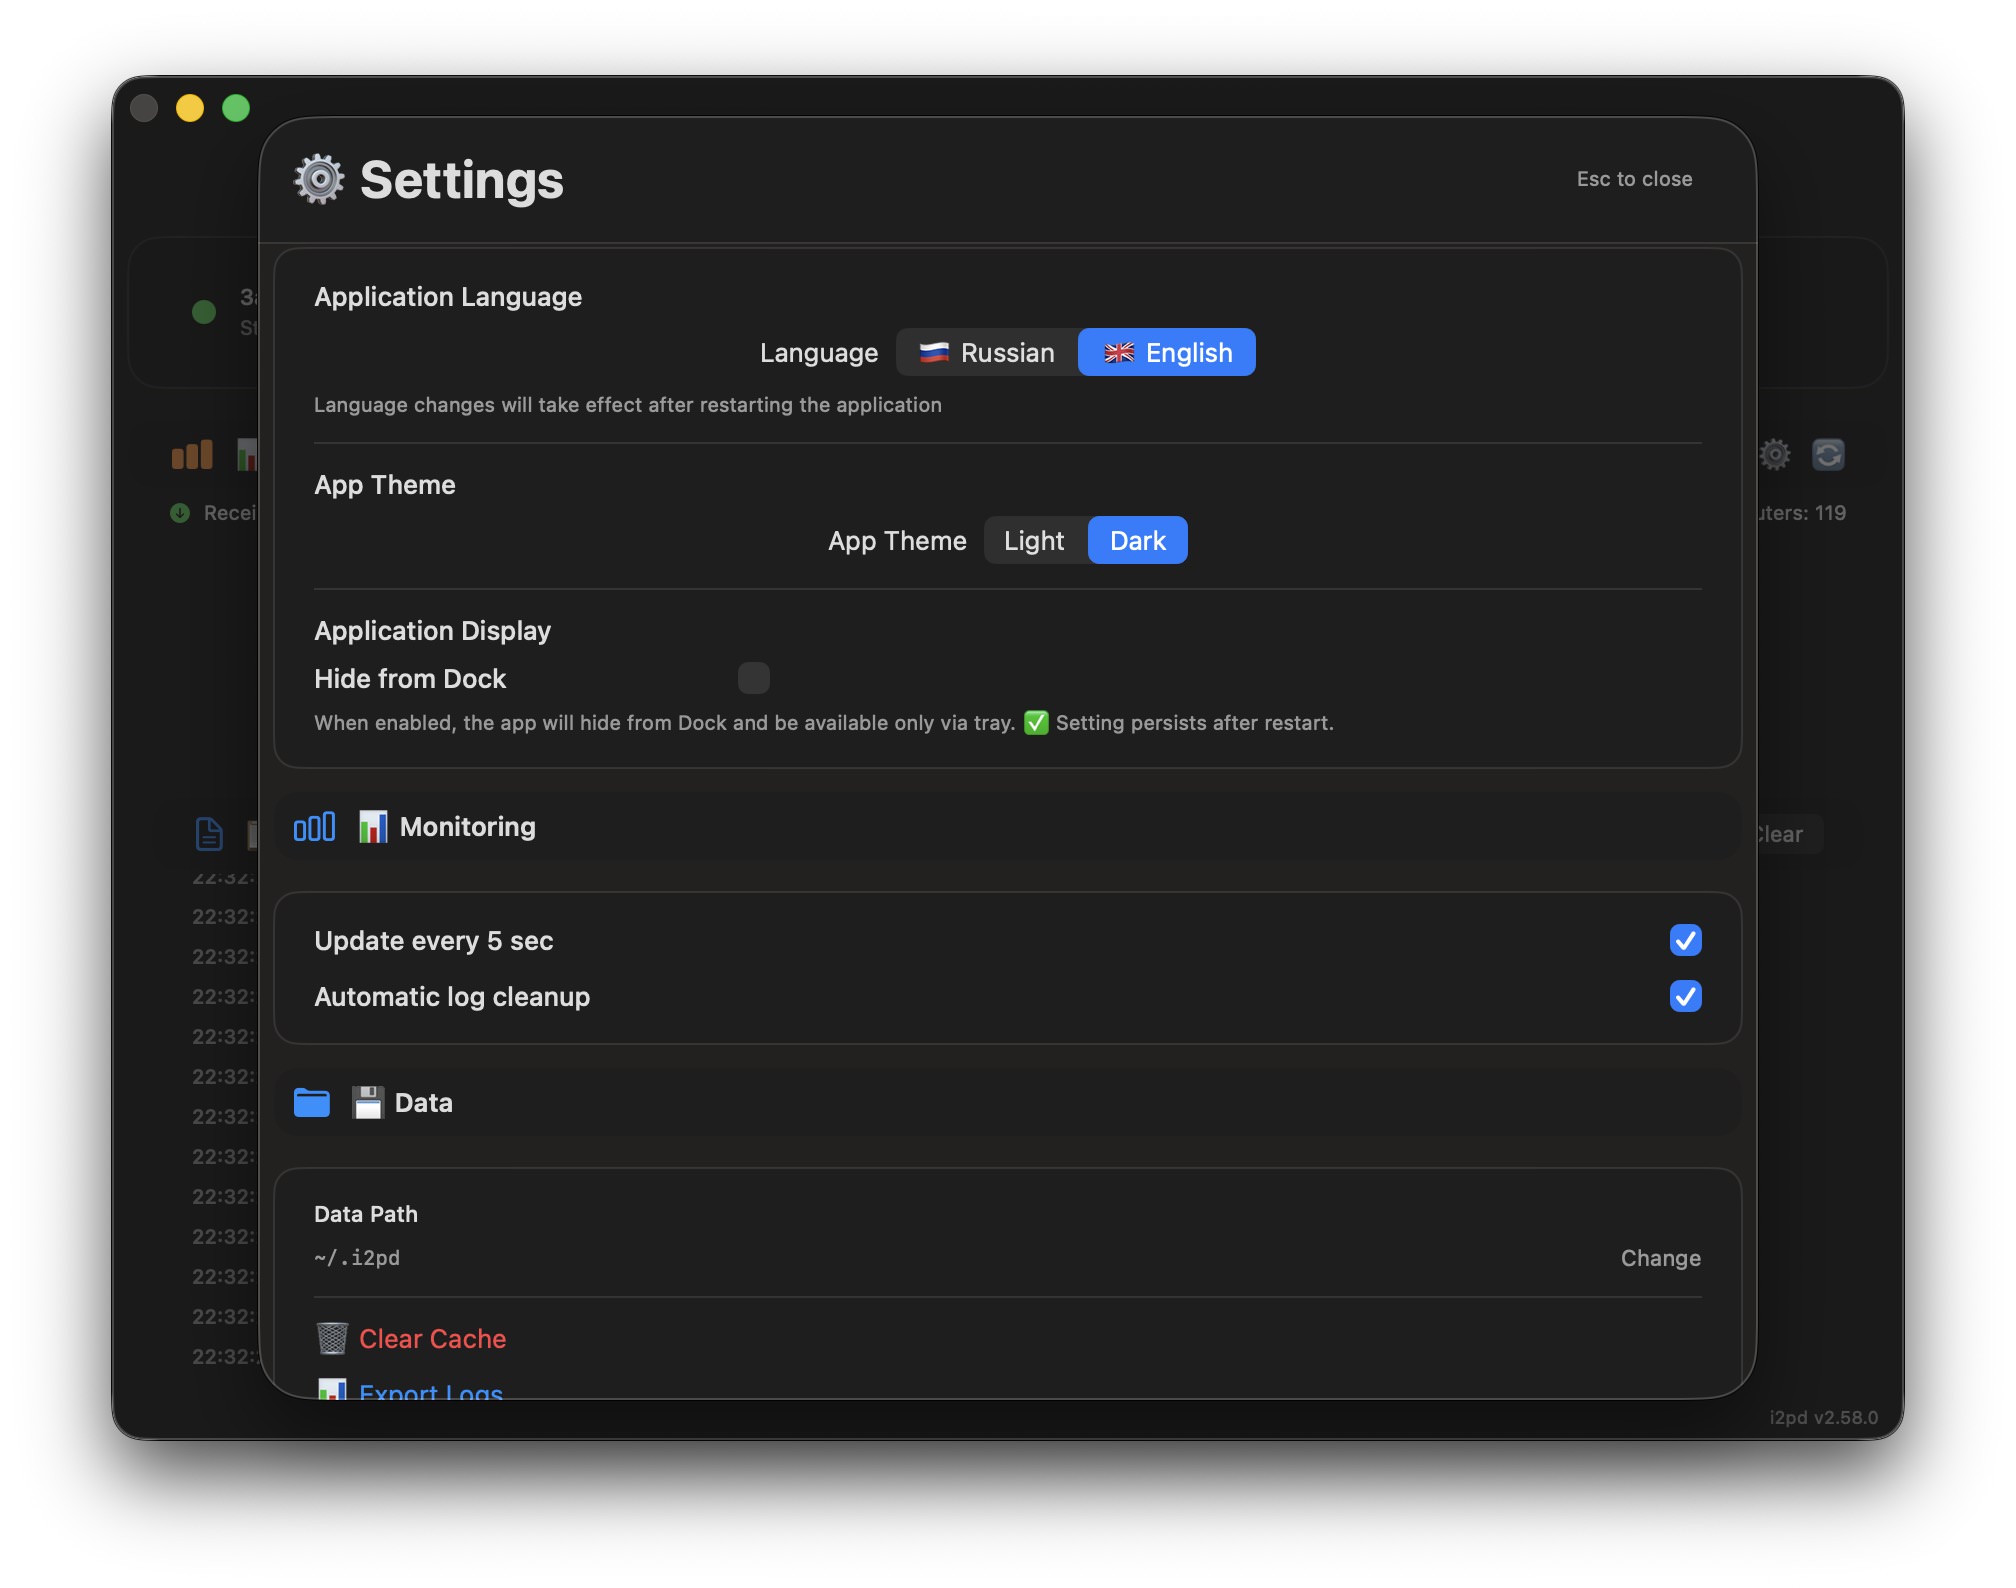 Settings
Esc to close
Application Language
Language Russian English
Language changes will take effect after restarting the application
App Theme
App Theme Light Dark
Application Display
Hide from Dock
When enabled, the app will hide from Dock and be available only via tray. ✅ Setting persists after restart.
Monitoring
Update every 5 sec
Automatic log cleanup
Data
Data Path
~/.i2pd
Change
Clear Cache
Export Logs
За
St
Recei
uters: 119
Clear
22:32:
22:32:
22:32:
22:32:
22:32:
22:32:
22:32:
22:32:
22:32:
22:32:
22:32:
22:32:
22:32:
i2pd v2.58.0